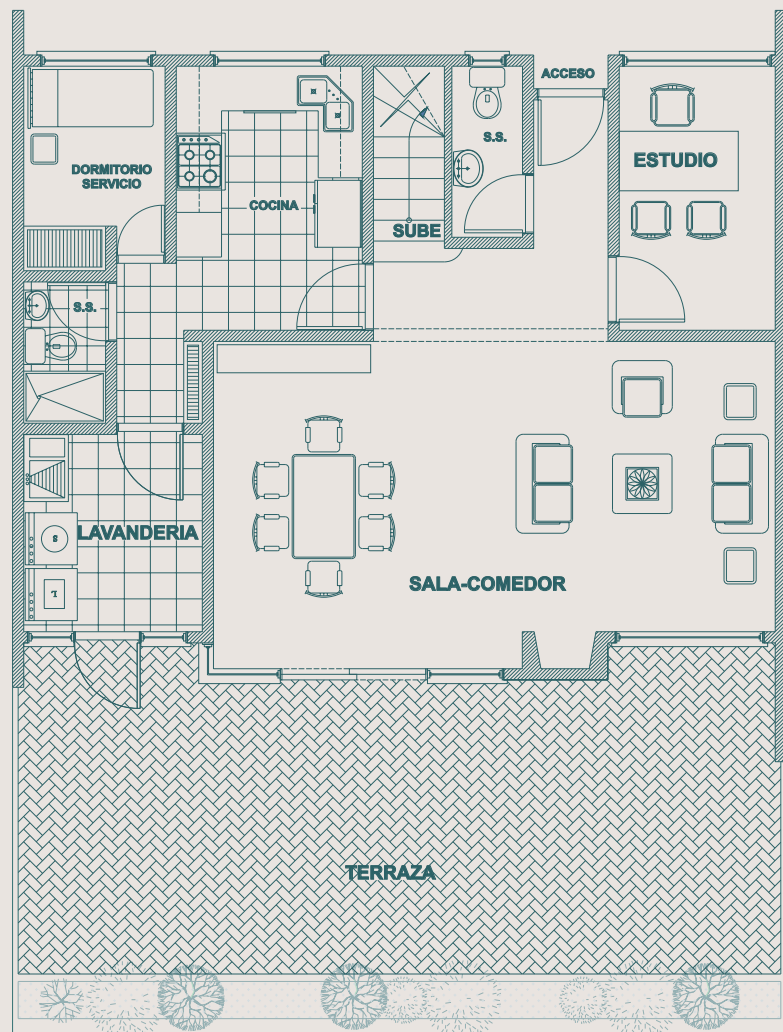 ACCESO
S.S.
ESTUDIO
DORMITORIO
SERVICIO
COCINA
SUBE
S.S.
LAVANDERIA
S
L
SALA-COMEDOR
TERRAZA